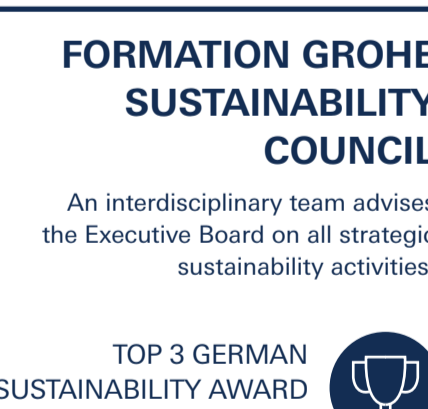 FORMATION GROHE
SUSTAINABILITY
COUNCIL
An interdisciplinary team advises
the Executive Board on all strategic
sustainability activities
TOP 3 GERMAN
SUSTAINABILITY AWARD